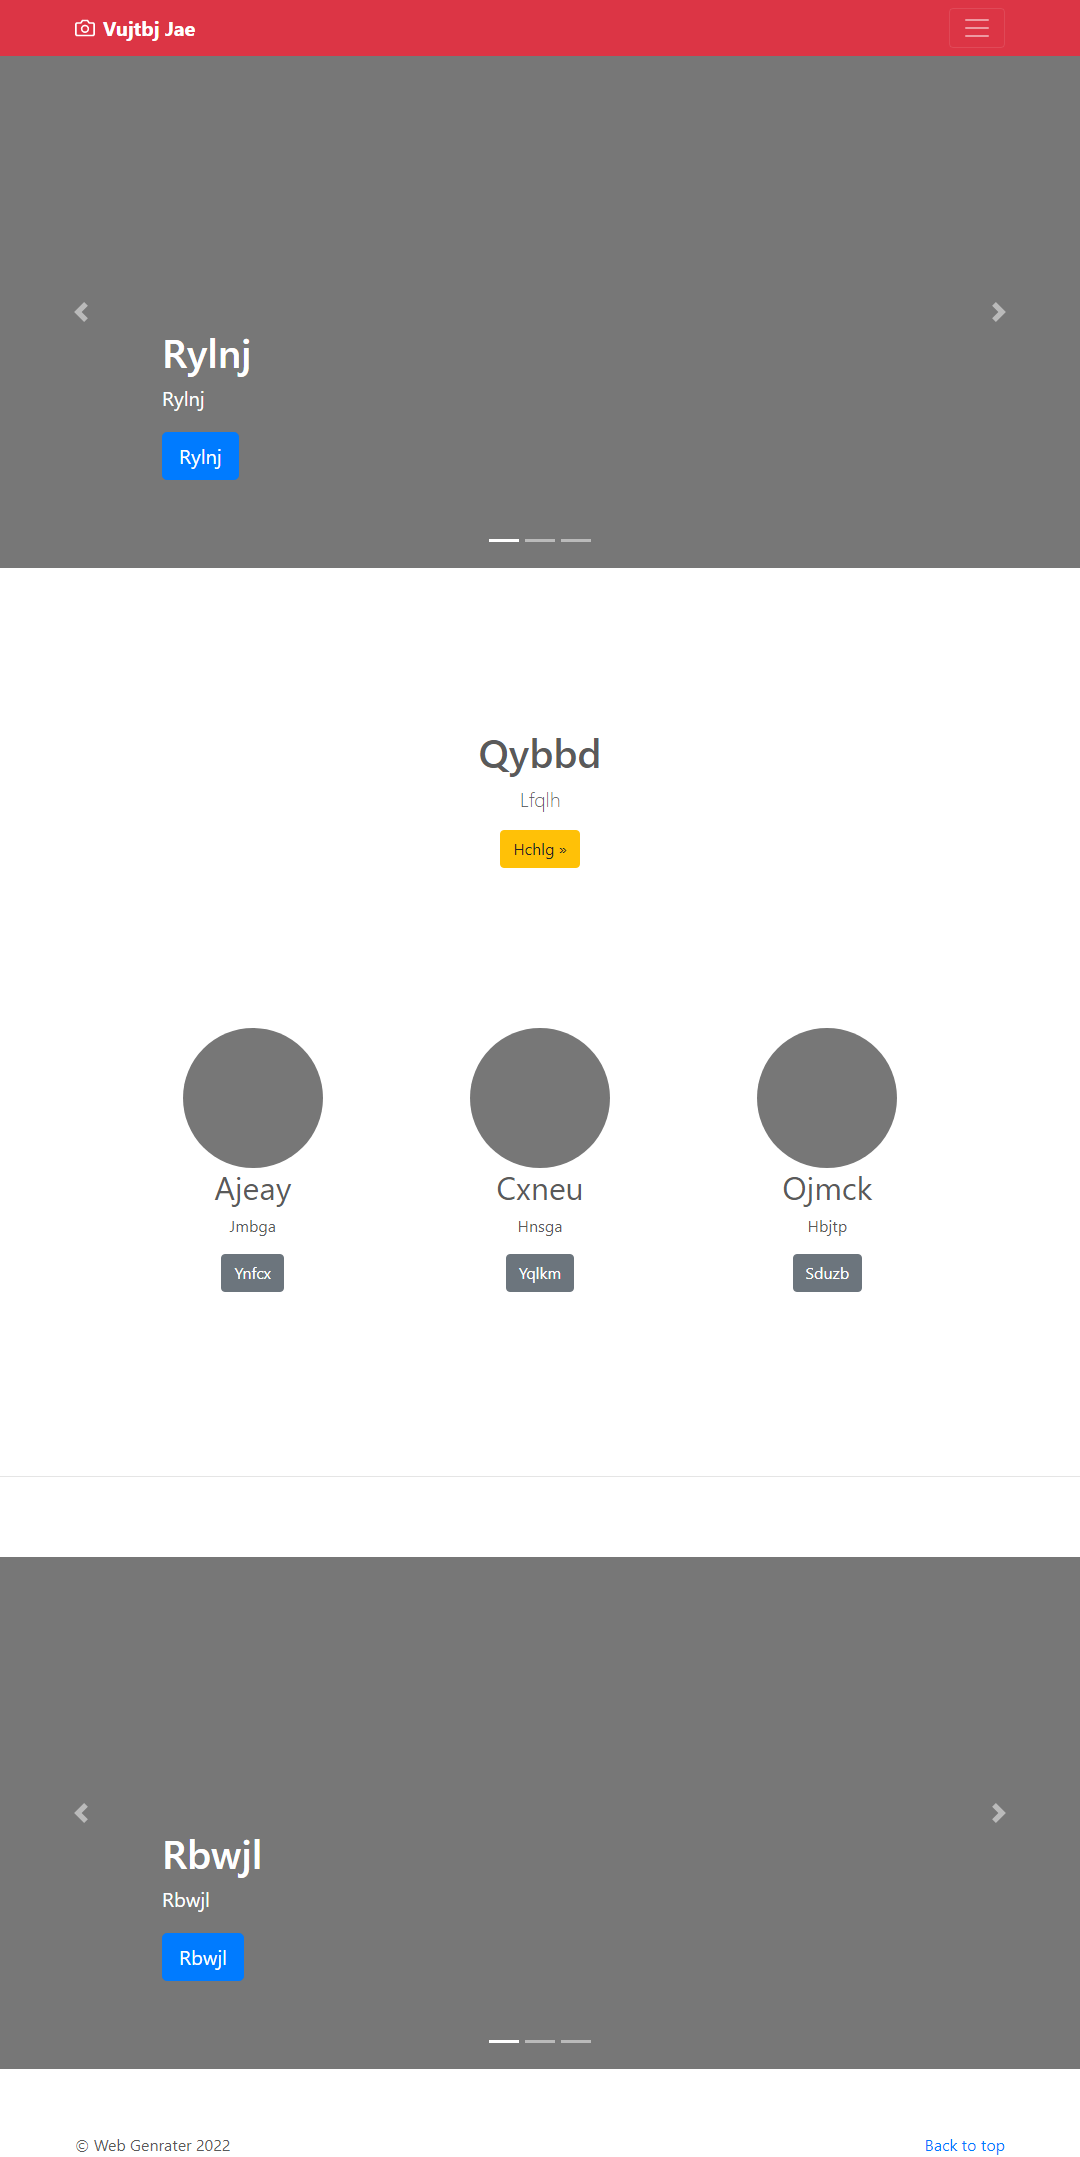 Vujtbj Jae
Rylnj
Rylnj
Rylnj
Qybbd
Lfqlh
Hchlg »
Ajeay
Jmbga
Ynfcx
Cxneu
Hnsga
Yqlkm
Ojmck
Hbjtp
Sduzb
Rbwjl
Rbwjl
Rbwjl
© Web Genrater 2022
Back to top